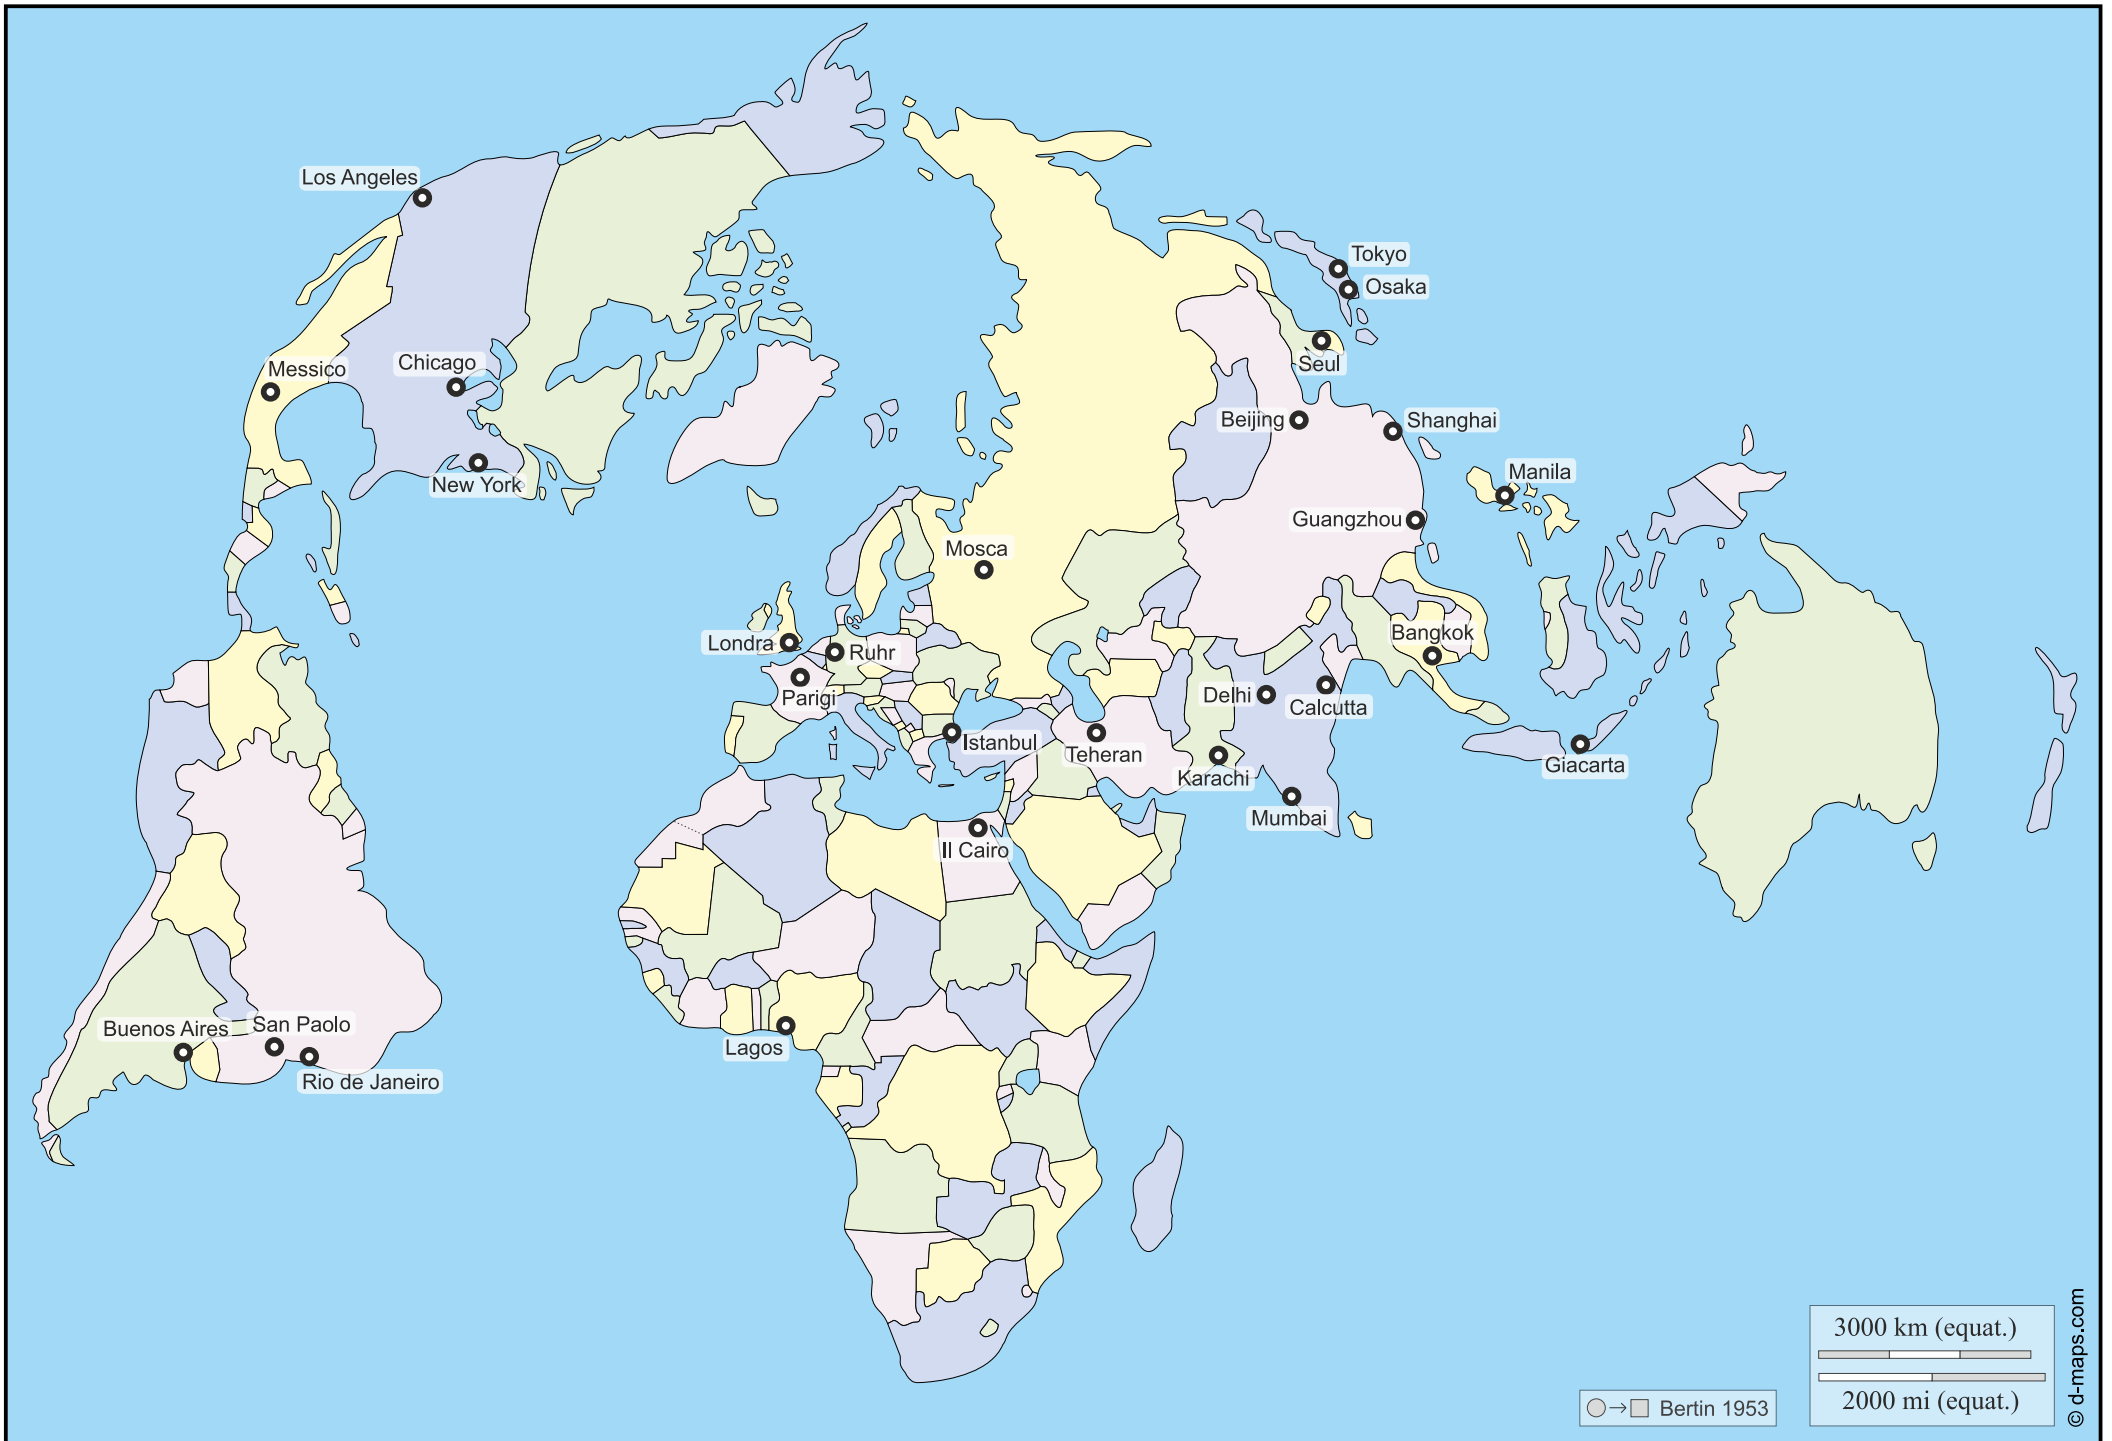 Los Angeles
Tokyo
Osaka
Seul
Messico
Chicago
Beijing
Shanghai
New York
Manila
Guangzhou
Mosca
Londra
Ruhr
Bangkok
Parigi
Delhi
Calcutta
Istanbul
Teheran
Karachi
Giacarta
Mumbai
Il Cairo
Buenos Aires
San Paolo
Lagos
Rio de Janeiro
3000 km (equat.)
2000 mi (equat.)
Bertin 1953
© d-maps.com